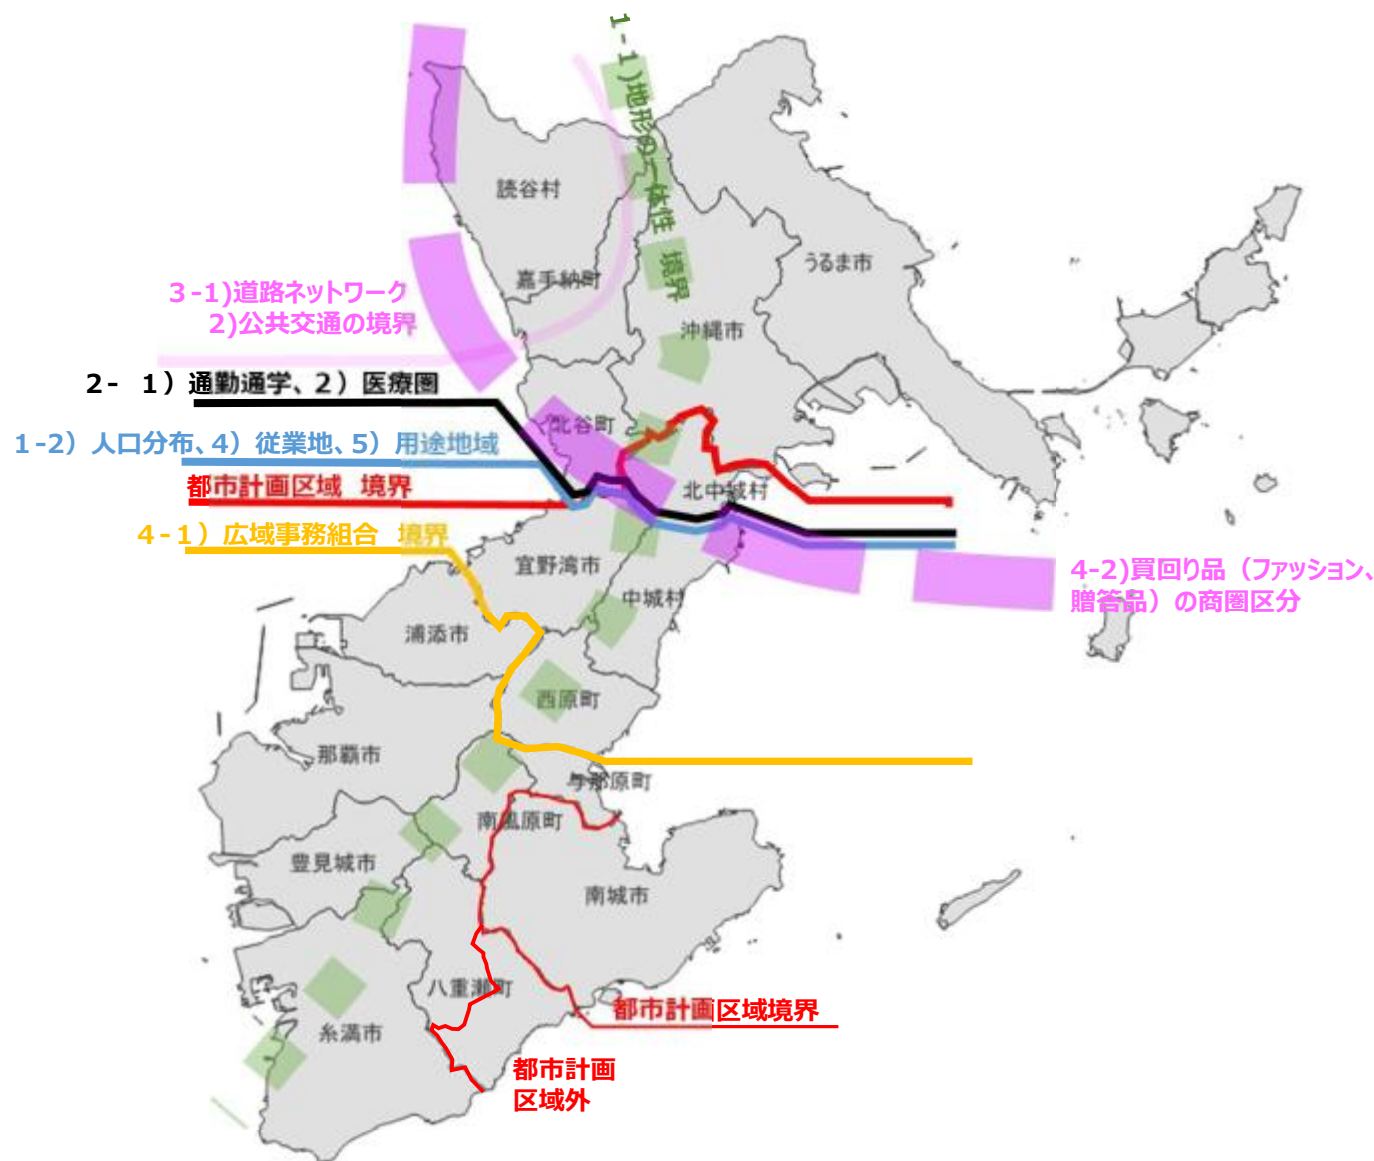 1-1)地形の一体性 境界
読谷村
うるま市
嘉手納町
3-1)道路ネットワーク
2)公共交通の境界
沖縄市
2- 1）通勤通学、2）医療圏
北谷町
1-2）人口分布、4）従業地、5）用途地域
都市計画区域 境界
北中城村
4-1）広域事務組合 境界
宜野湾市
4-2)買回り品（ファッション、
贈答品）の商圏区分
中城村
浦添市
西原町
那覇市
与那原町
南風原町
豊見城市
南城市
八重瀬町
都市計画区域境界
糸満市
都市計画
区域外